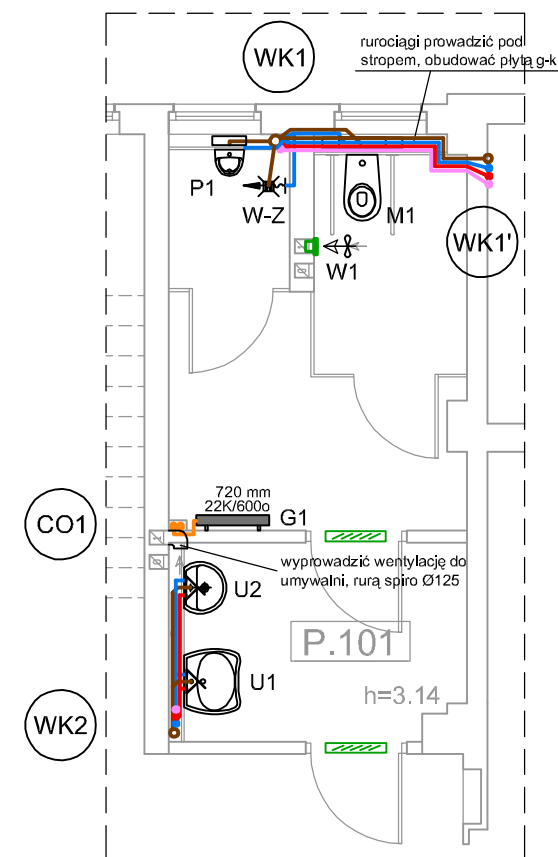 rurociągi prowadzić pod
stropem, obudować płytą g-k
WK1
P1
W-Z
M1
WK1'
W1
720 mm
22K/600o
G1
CO1
wyprowadzić wentylację do
umywalni, rurą spiro Ø125
U2
P.101
U1
h=3.14
WK2